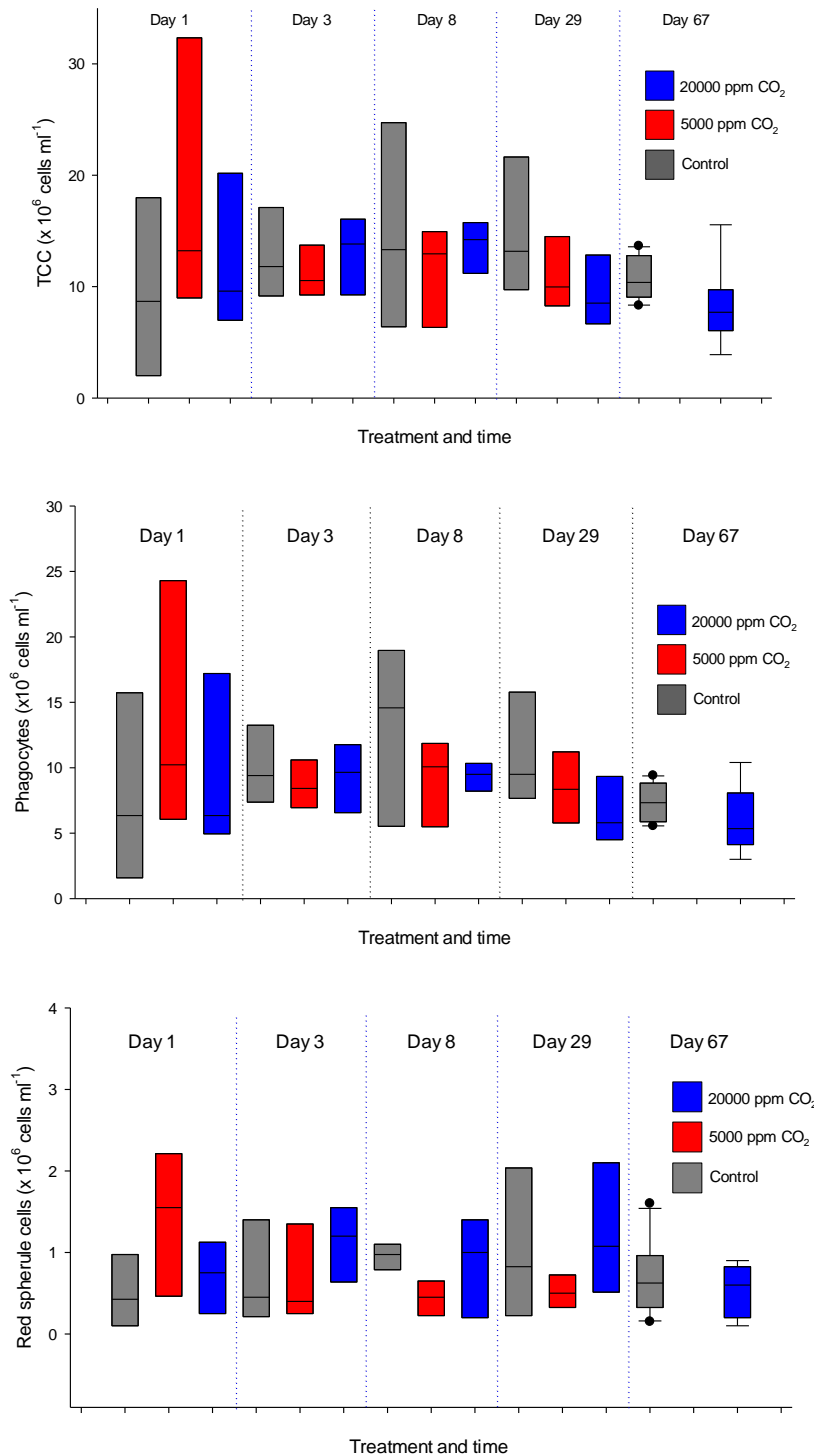 Day 1 Day 3 Day 8 Day 29 Day 67
30
20
10
0
TCC (x 10⁶ cells ml⁻¹)
20000 ppm CO₂
5000 ppm CO₂
Control
Treatment and time
30
25
20
15
10
5
0
Phagocytes (x10⁶ cells ml⁻¹)
Day 1 Day 3 Day 8 Day 29 Day 67
20000 ppm CO₂
5000 ppm CO₂
Control
Treatment and time
4
3
2
1
0
Red spherule cells (x 10⁶ cells ml⁻¹)
Day 1 Day 3 Day 8 Day 29 Day 67
20000 ppm CO₂
5000 ppm CO₂
Control
Treatment and time